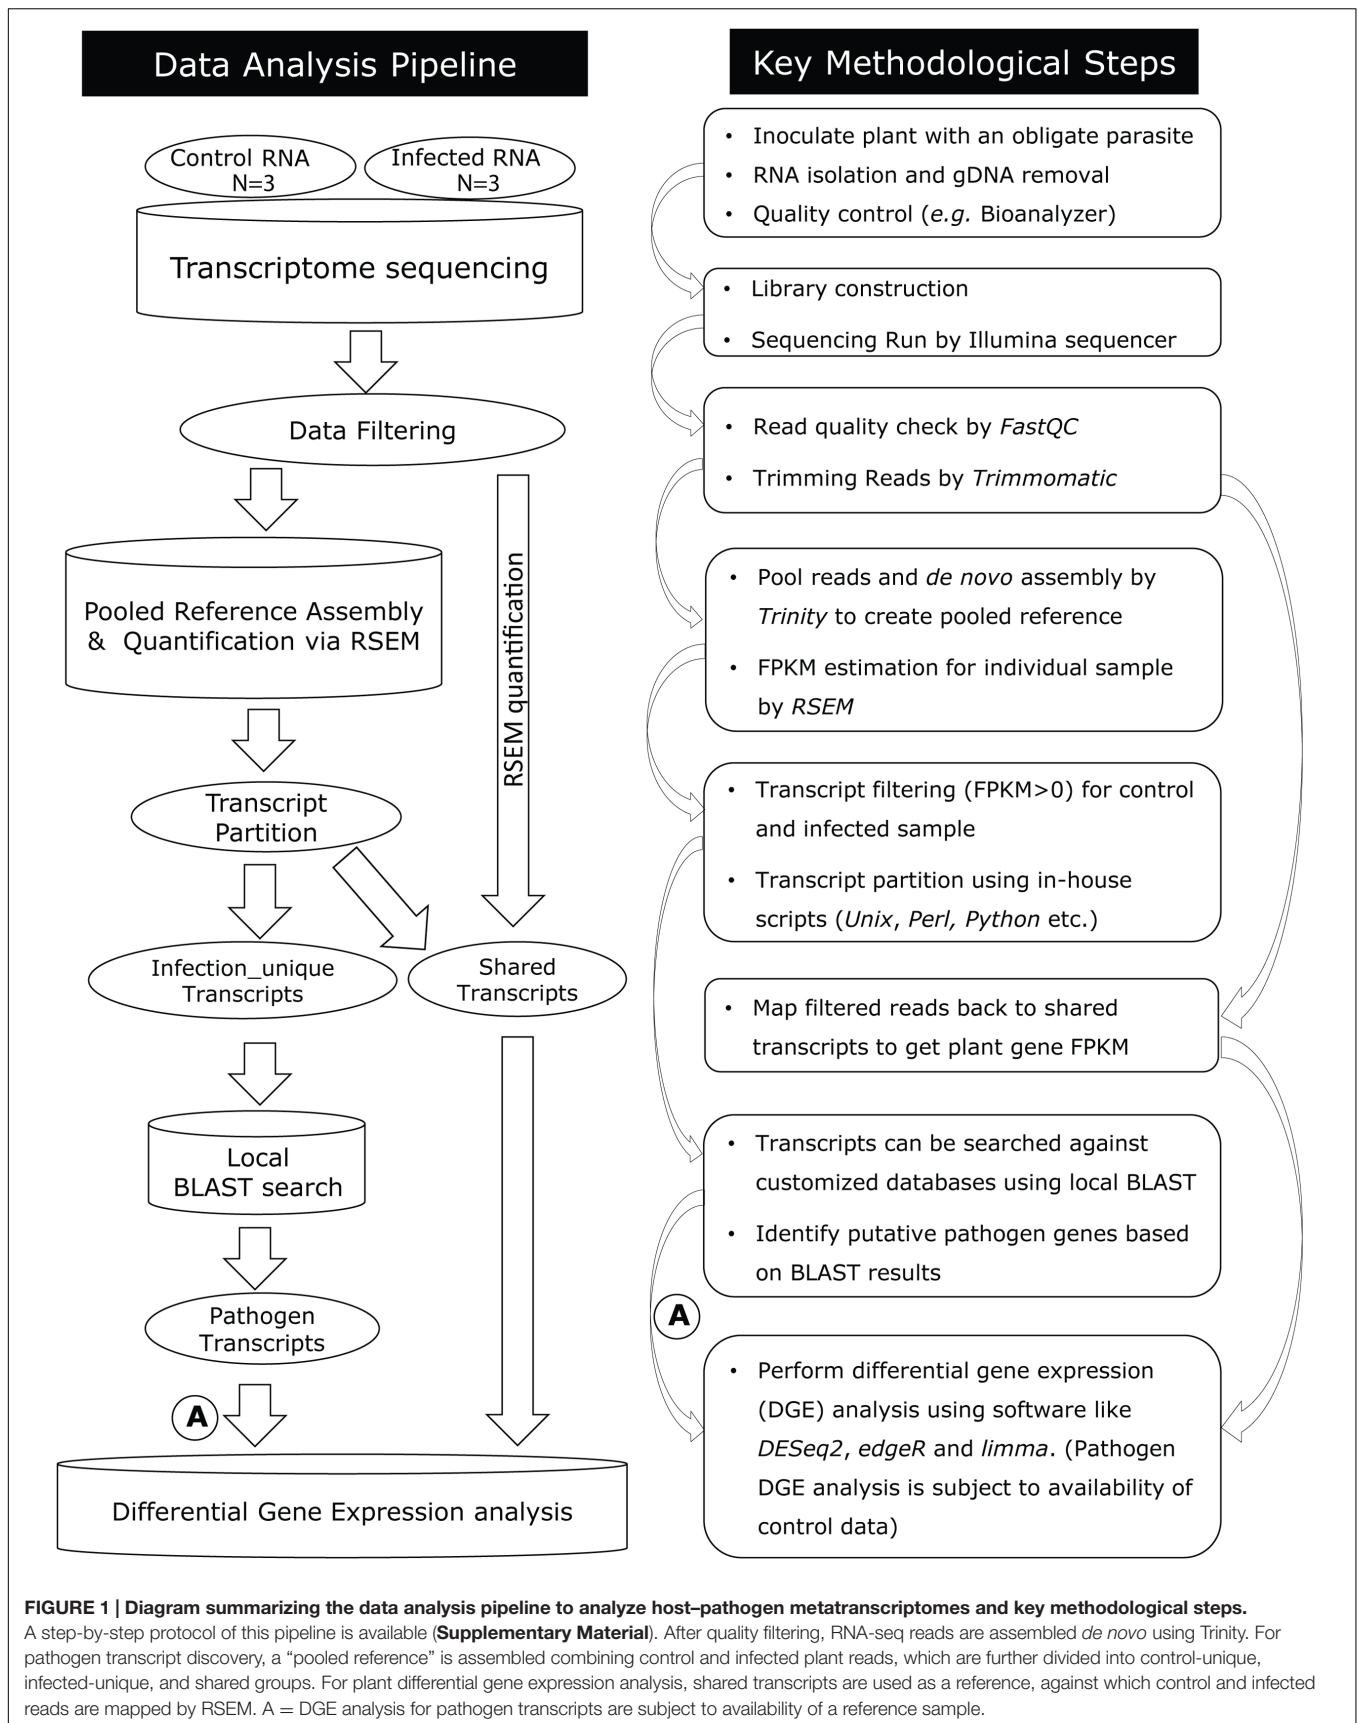 Data Analysis Pipeline
Control RNA
N=3
Infected RNA
N=3
Transcriptome sequencing
Data Filtering
Pooled Reference Assembly
& Quantification via RSEM
RSEM quantification
Transcript
Partition
Infection_unique
Transcripts
Shared
Transcripts
Local
BLAST search
Pathogen
Transcripts
A
Differential Gene Expression analysis
Key Methodological Steps
• Inoculate plant with an obligate parasite
• RNA isolation and gDNA removal
• Quality control (e.g. Bioanalyzer)
• Library construction
• Sequencing Run by Illumina sequencer
• Read quality check by FastQC
• Trimming Reads by Trimmomatic
• Pool reads and de novo assembly by
Trinity to create pooled reference
• FPKM estimation for individual sample
by RSEM
• Transcript filtering (FPKM>0) for control
and infected sample
• Transcript partition using in-house
scripts (Unix, Perl, Python etc.)
• Map filtered reads back to shared
transcripts to get plant gene FPKM
• Transcripts can be searched against
customized databases using local BLAST
• Identify putative pathogen genes based
on BLAST results
A
• Perform differential gene expression
(DGE) analysis using software like
DESeq2, edgeR and limma. (Pathogen
DGE analysis is subject to availability of
control data)
FIGURE 1 | Diagram summarizing the data analysis pipeline to analyze host–pathogen metatranscriptomes and key methodological steps.
A step-by-step protocol of this pipeline is available (Supplementary Material). After quality filtering, RNA-seq reads are assembled de novo using Trinity. For
pathogen transcript discovery, a “pooled reference” is assembled combining control and infected plant reads, which are further divided into control-unique,
infected-unique, and shared groups. For plant differential gene expression analysis, shared transcripts are used as a reference, against which control and infected
reads are mapped by RSEM. A = DGE analysis for pathogen transcripts are subject to availability of a reference sample.